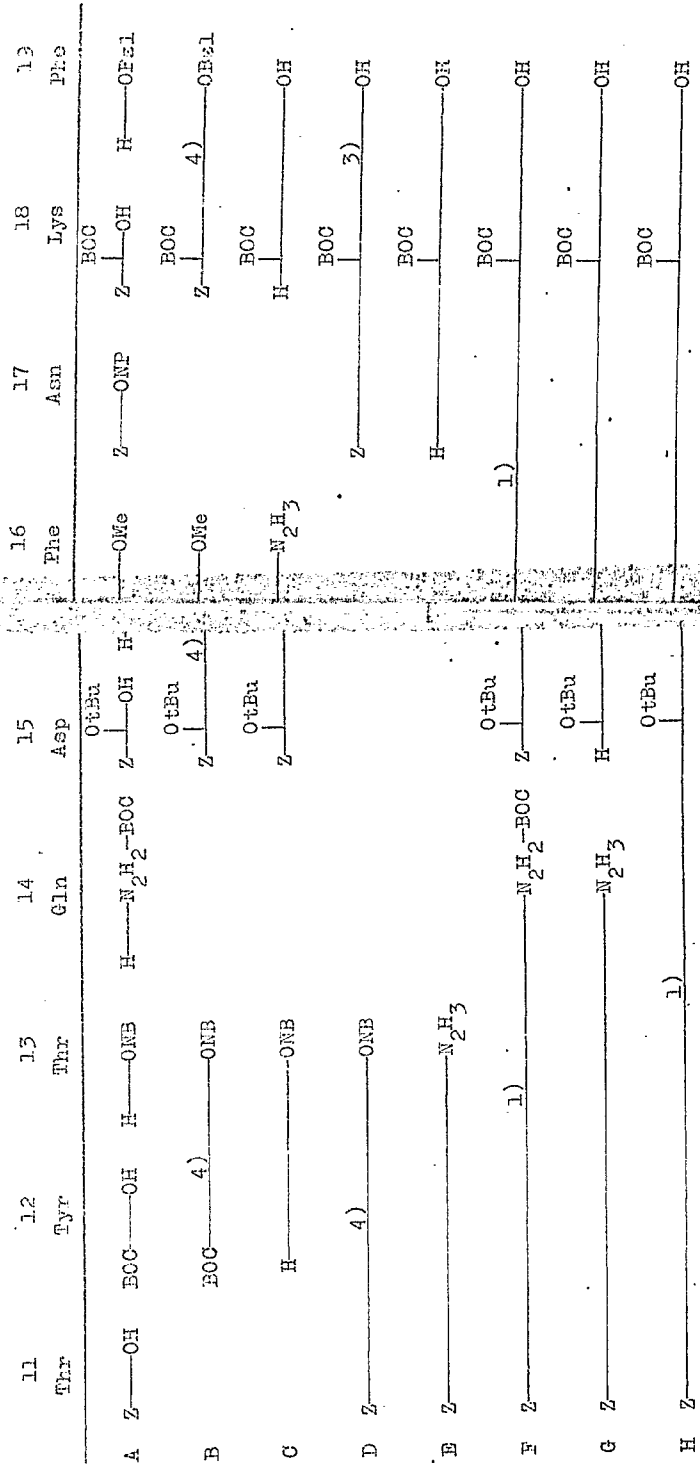 11 12 13 14 15 16 17 18 19
Thr Tyr Thr Gln Asp Phe Asn Lys Phe
OtBu BOC
A Z OH BOC OH H ONB H N2H2-BOC Z OH H OMe Z ONP Z OH H OBzl
OtBu BOC
B BOC 4) ONB Z 4) OMe Z 4) OBzl
OtBu BOC
C H ONB Z N2H3 H OH
BOC
D Z 4) ONB Z 3) OH
BOC
E Z N2H3 H OH
OtBu BOC
F Z 1) N2H2-BOC Z 1) OH
OtBu BOC
G Z N2H3 H OH
OtBu BOC
H Z 1) OH